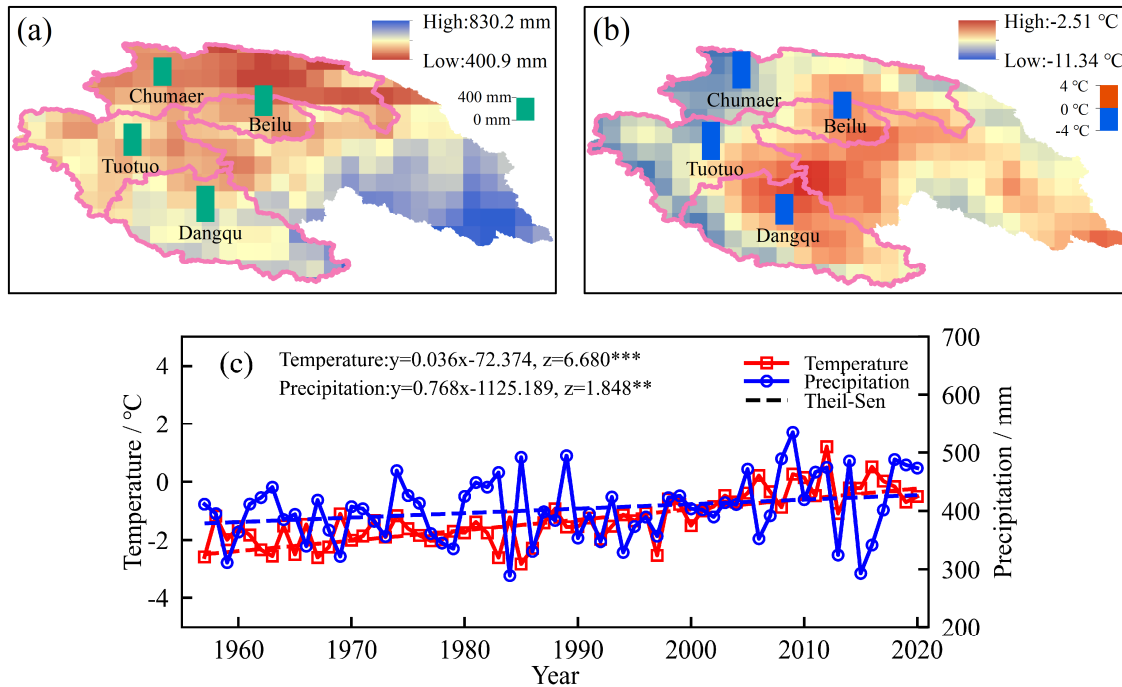 (a)
High:830.2 mm
Low:400.9 mm
400 mm
0 mm
Chumaer
Beilu
Tuotuo
Dangqu
(b)
High:-2.51 ℃
Low:-11.34 ℃
4 ℃
0 ℃
-4 ℃
Chumaer
Beilu
Tuotuo
Dangqu
(c)
Temperature:y=0.036x-72.374, z=6.680***
Precipitation:y=0.768x-1125.189, z=1.848**
Temperature
Precipitation
Theil-Sen
Temperature / ℃
4
2
0
-2
-4
Precipitation / mm
700
600
500
400
300
200
1960 1970 1980 1990 2000 2010 2020
Year